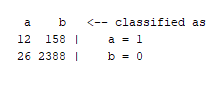 a b <-- classified as
12 158 | a = 1
26 2388 | b = 0